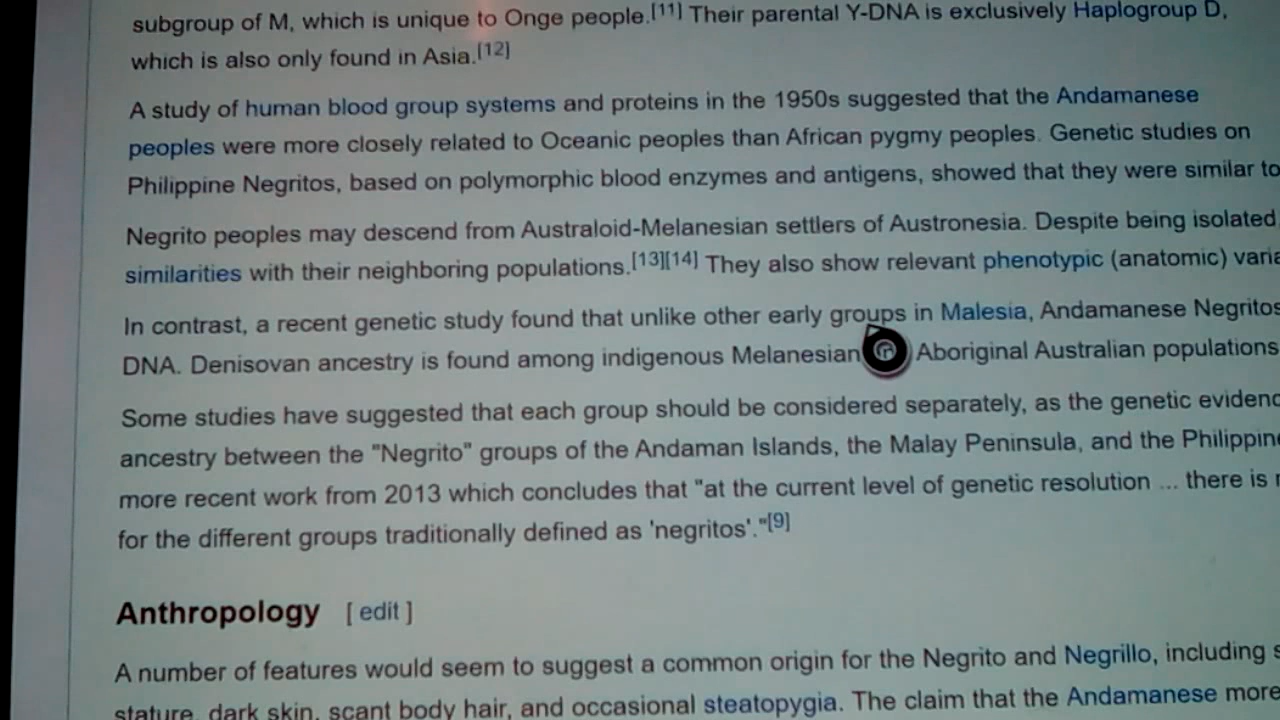 subgroup of M, which is unique to Onge people.[11] Their parental Y-DNA is exclusively Haplogroup D,
which is also only found in Asia.[12]
A study of human blood group systems and proteins in the 1950s suggested that the Andamanese
peoples were more closely related to Oceanic peoples than African pygmy peoples. Genetic studies on
Philippine Negritos, based on polymorphic blood enzymes and antigens, showed that they were similar to
Negrito peoples may descend from Australoid-Melanesian settlers of Austronesia. Despite being isolated,
similarities with their neighboring populations.[13][14] They also show relevant phenotypic (anatomic) varia
In contrast, a recent genetic study found that unlike other early groups in Malesia, Andamanese Negritos
DNA. Denisovan ancestry is found among indigenous Melanesian Aboriginal Australian populations
Some studies have suggested that each group should be considered separately, as the genetic evidenc
ancestry between the "Negrito" groups of the Andaman Islands, the Malay Peninsula, and the Philippine
more recent work from 2013 which concludes that "at the current level of genetic resolution ... there is
for the different groups traditionally defined as 'negritos'."[9]
Anthropology [ edit ]
A number of features would seem to suggest a common origin for the Negrito and Negrillo, including s
stature, dark skin, scant body hair, and occasional steatopygia. The claim that the Andamanese more